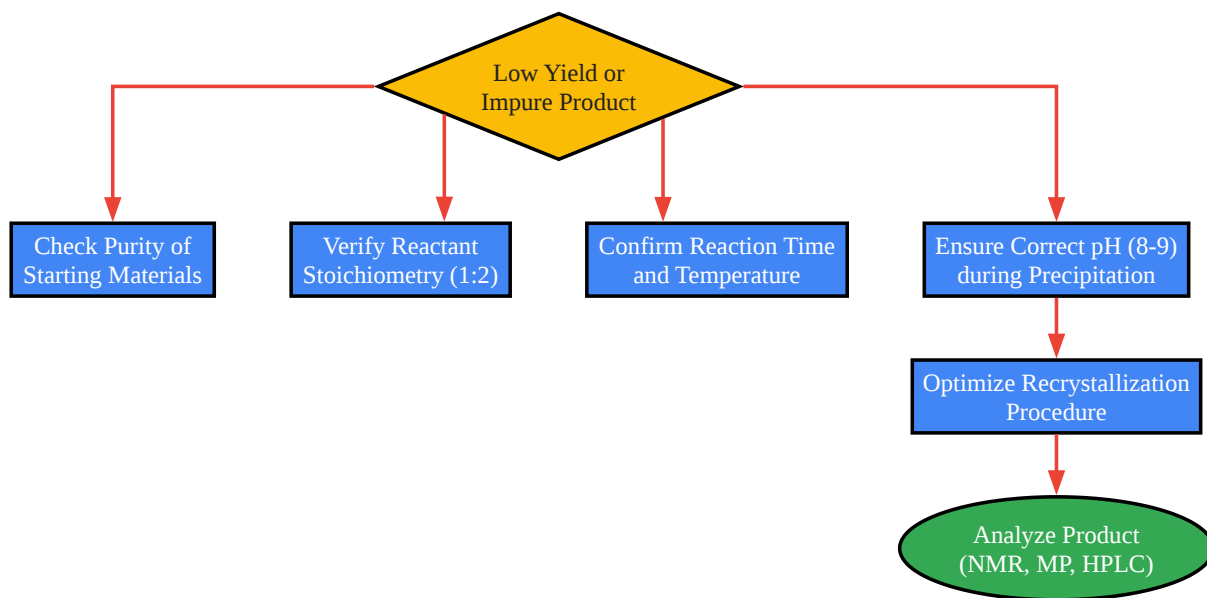 Low Yield or
Impure Product
Check Purity of
Starting Materials
Verify Reactant
Stoichiometry (1:2)
Confirm Reaction Time
and Temperature
Ensure Correct pH (8-9)
during Precipitation
Optimize Recrystallization
Procedure
Analyze Product
(NMR, MP, HPLC)